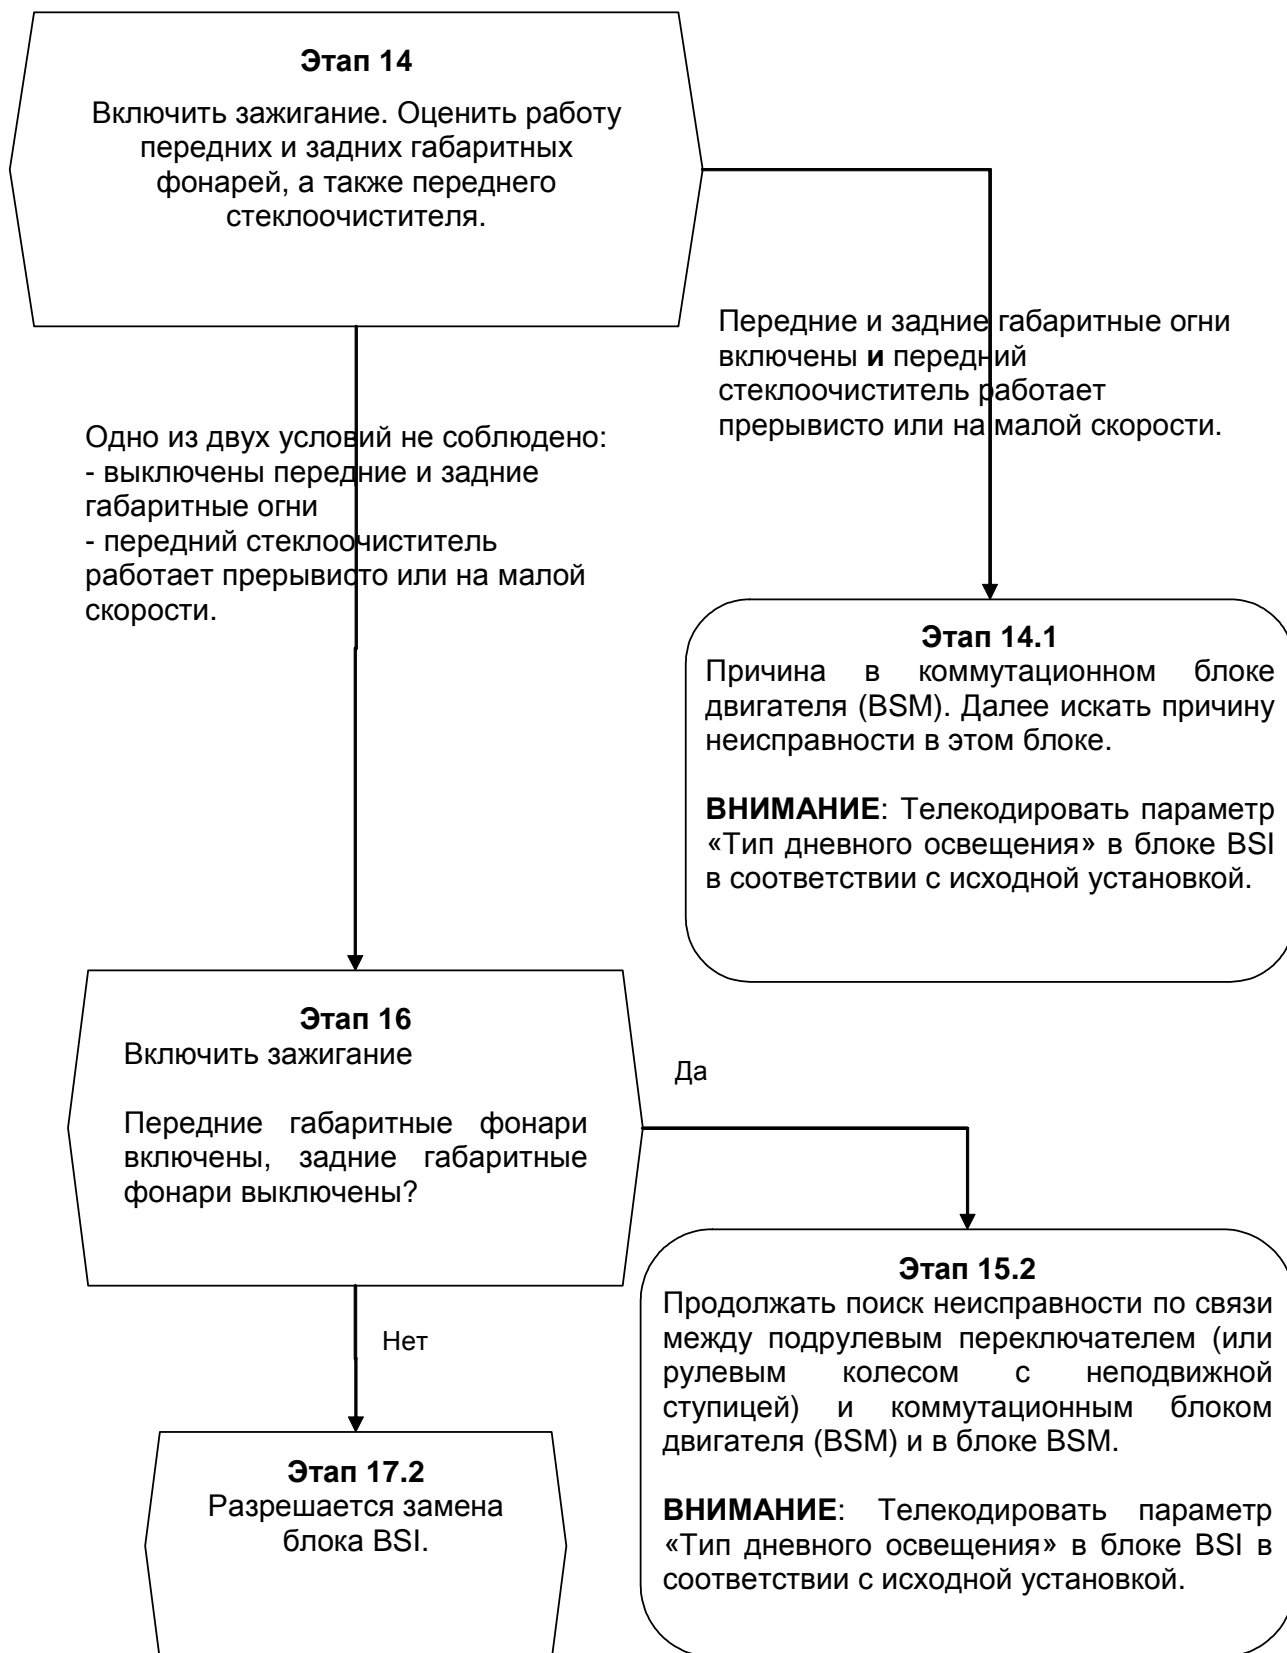 Этап 14
Включить зажигание. Оценить работу
передних и задних габаритных
фонарей, а также переднего
стеклоочистителя.
Передние и задние габаритные огни
включены и передний
стеклоочиститель работает
прерывисто или на малой скорости.
Одно из двух условий не соблюдено:
- выключены передние и задние
габаритные огни
- передний стеклоочиститель
работает прерывисто или на малой
скорости.
Этап 14.1
Причина в коммутационном блоке
двигателя (BSM). Далее искать причину
неисправности в этом блоке.
ВНИМАНИЕ: Телекодировать параметр
«Тип дневного освещения» в блоке BSI
в соответствии с исходной установкой.
Этап 16
Включить зажигание
Передние габаритные фонари
включены, задние габаритные
фонари выключены?
Да
Нет
Этап 15.2
Продолжать поиск неисправности по связи
между подрулевым переключателем (или
рулевым колесом с неподвижной
ступицей) и коммутационным блоком
двигателя (BSM) и в блоке BSM.
ВНИМАНИЕ: Телекодировать параметр
«Тип дневного освещения» в блоке BSI в
соответствии с исходной установкой.
Этап 17.2
Разрешается замена
блока BSI.